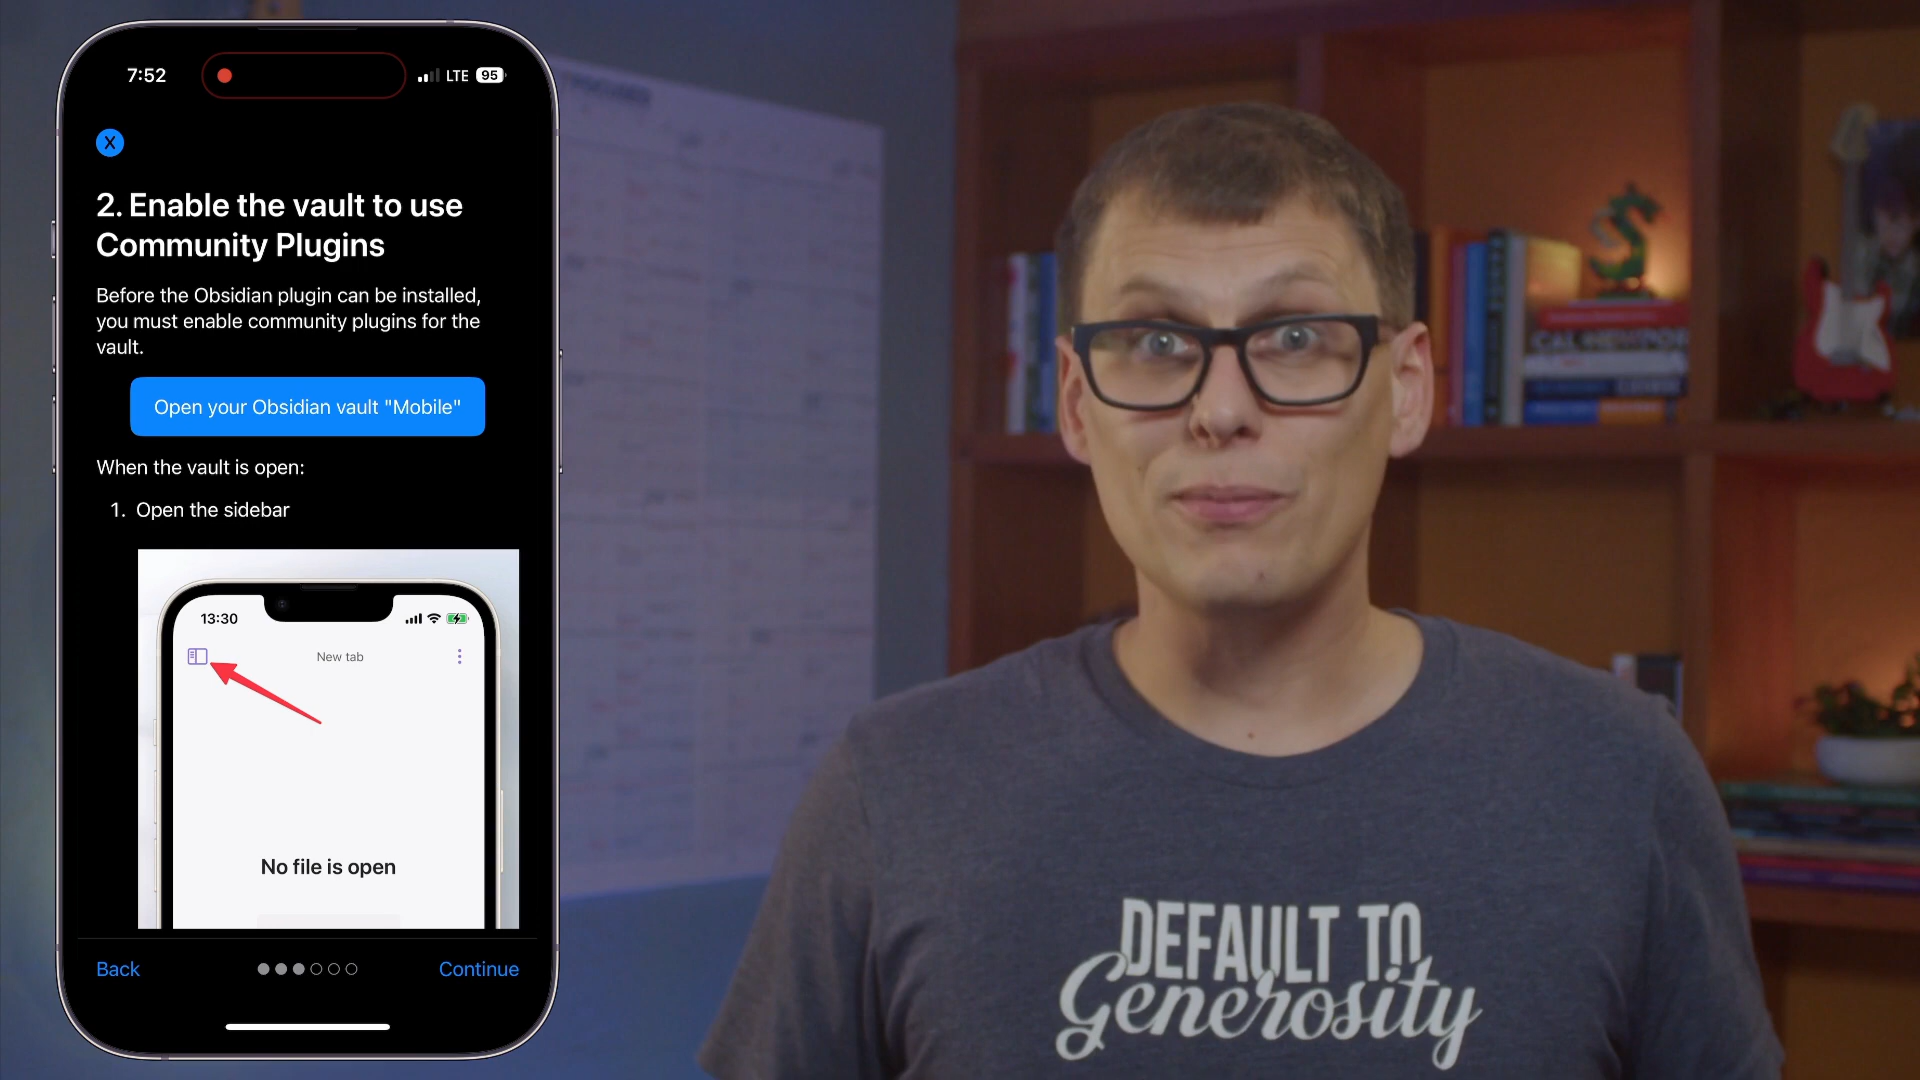 7:52
LTE 95
X
2. Enable the vault to use
Community Plugins
Before the Obsidian plugin can be installed,
you must enable community plugins for the
vault.
Open your Obsidian vault "Mobile"
When the vault is open:
1. Open the sidebar
13:30
New tab
No file is open
Back
Continue
CAL NEWPORT
DEFAULT TO
Generosity